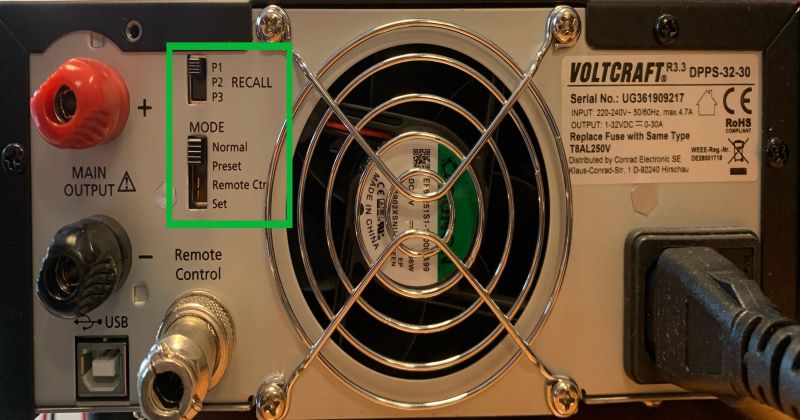 P1
P2 RECALL
P3
MODE
Normal
Preset
Remote Ctr
Set
+
MAIN
OUTPUT
−
Remote
Control
USB
MADE IN CHINA
VOLTCRAFT® R3.3 DPPS-32-30
Serial No.: UG361909217
INPUT: 220-240V~ 50/60Hz, max. 4.7A
OUTPUT: 1-32VDC ⎓ 0-30A
Replace Fuse with Same Type
T8AL250V
Distributed by Conrad Electronic SE
Klaus-Conrad-Str. 1 D-92240 Hirschau
CE
RoHS
COMPLIANT
WEEE-Reg.-Nr.
DE28001718